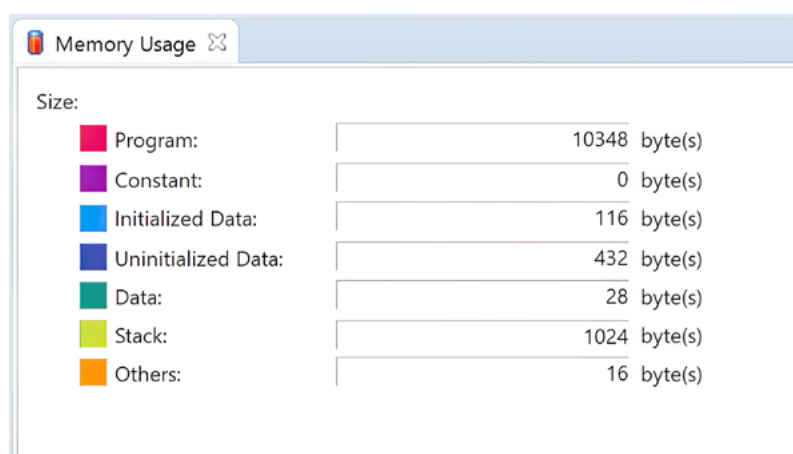 Memory Usage
Size:
Program: 10348 byte(s)
Constant: 0 byte(s)
Initialized Data: 116 byte(s)
Uninitialized Data: 432 byte(s)
Data: 28 byte(s)
Stack: 1024 byte(s)
Others: 16 byte(s)